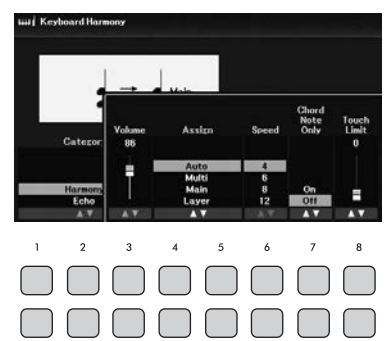 Keyboard Harmony
Main
Chord
Note
Volume Assign Speed Only Touch
Limit
Categor 86 0
Auto 4
Multi 6
Harmony Main 8 On
Echo Layer 12 Off
1 2 3 4 5 6 7 8